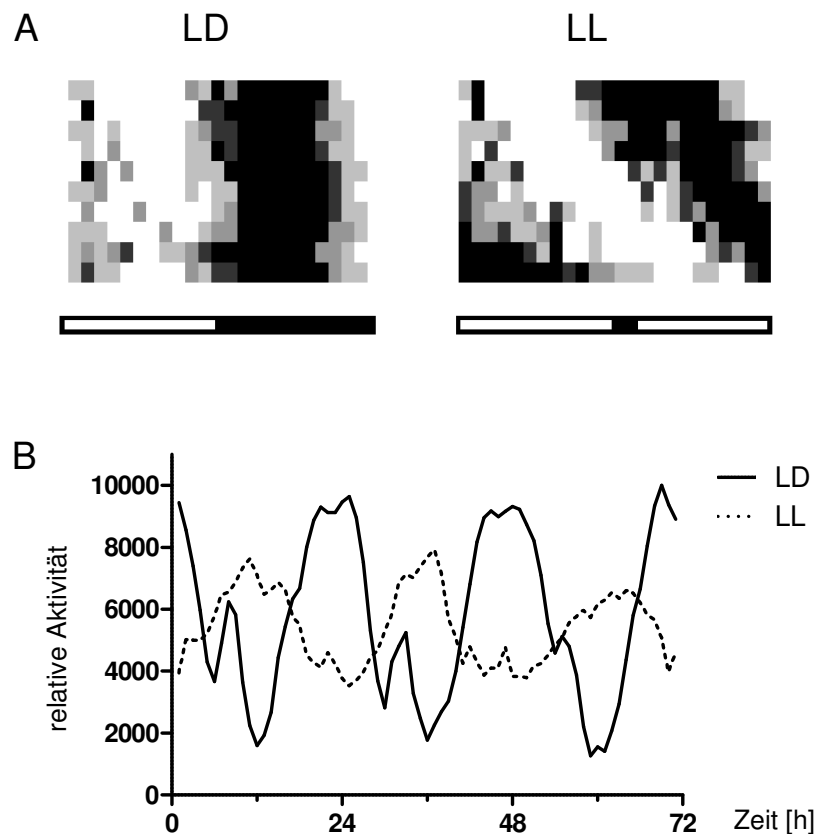 A
LD
LL
B
relative Aktivität
10000
8000
6000
4000
2000
0
0
24
48
72
Zeit [h]
LD
LL